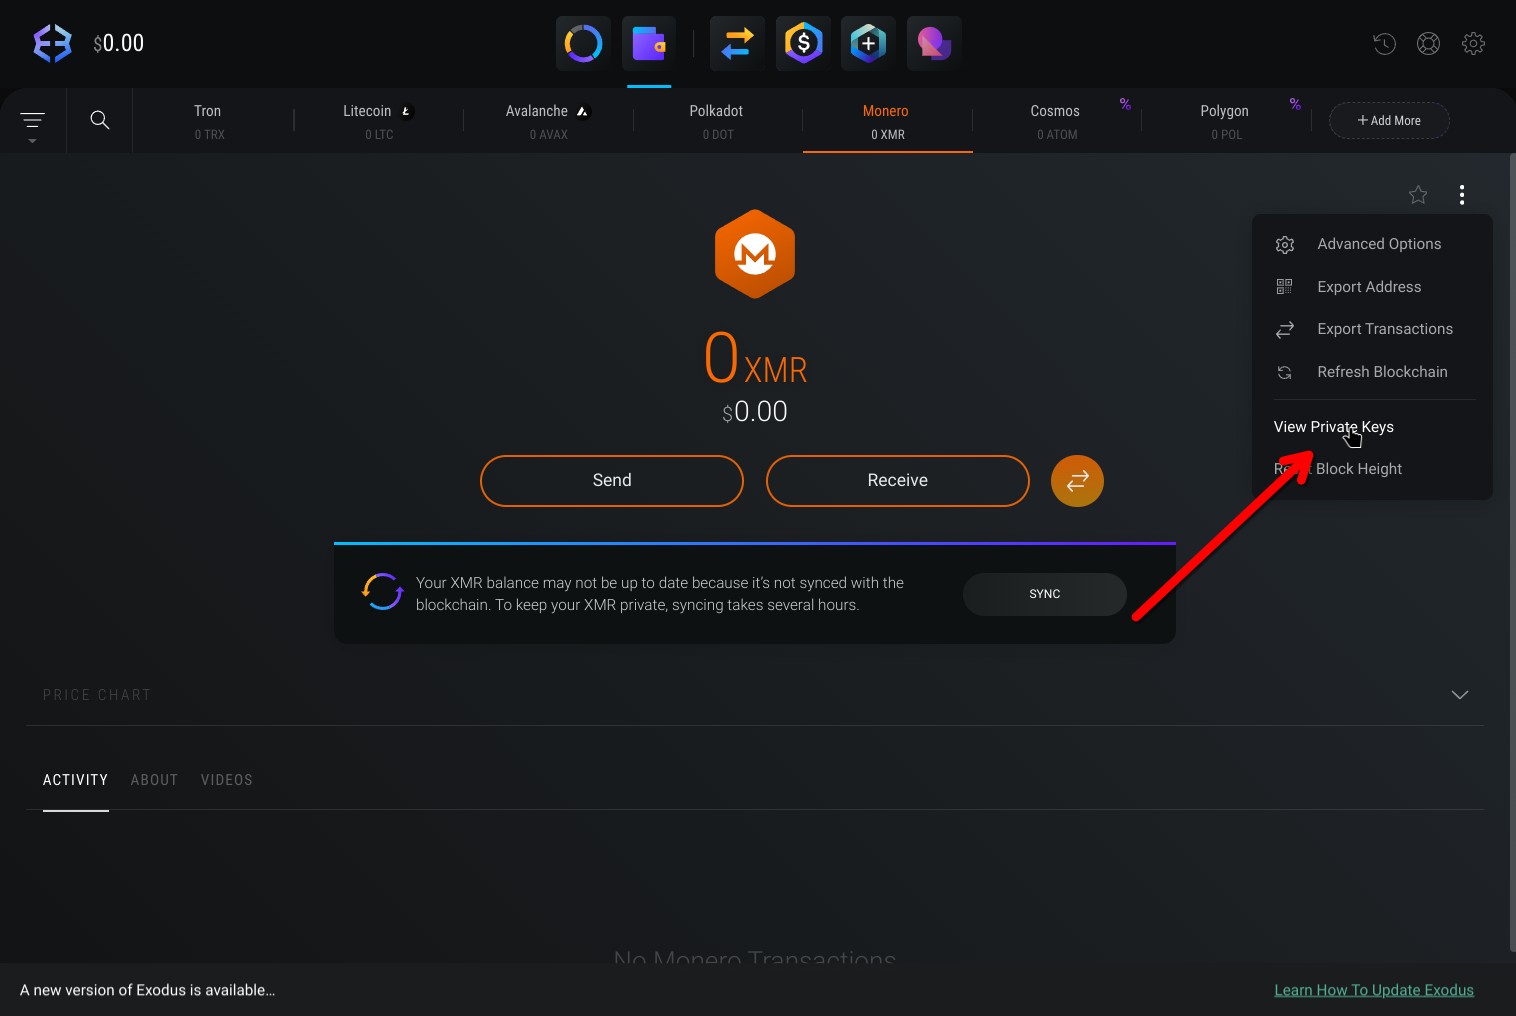 $0.00
Tron
0 TRX
Litecoin
0 LTC
Avalanche
0 AVAX
Polkadot
0 DOT
Monero
0 XMR
Cosmos
0 ATOM
%
Polygon
0 POL
%
+ Add More
Advanced Options
Export Address
Export Transactions
Refresh Blockchain
View Private Keys
Block Height
0 XMR
$0.00
Send
Receive
Your XMR balance may not be up to date because it's not synced with the
blockchain. To keep your XMR private, syncing takes several hours.
SYNC
PRICE CHART
ACTIVITY ABOUT VIDEOS
No Monero Transactions
A new version of Exodus is available...
Learn How To Update Exodus